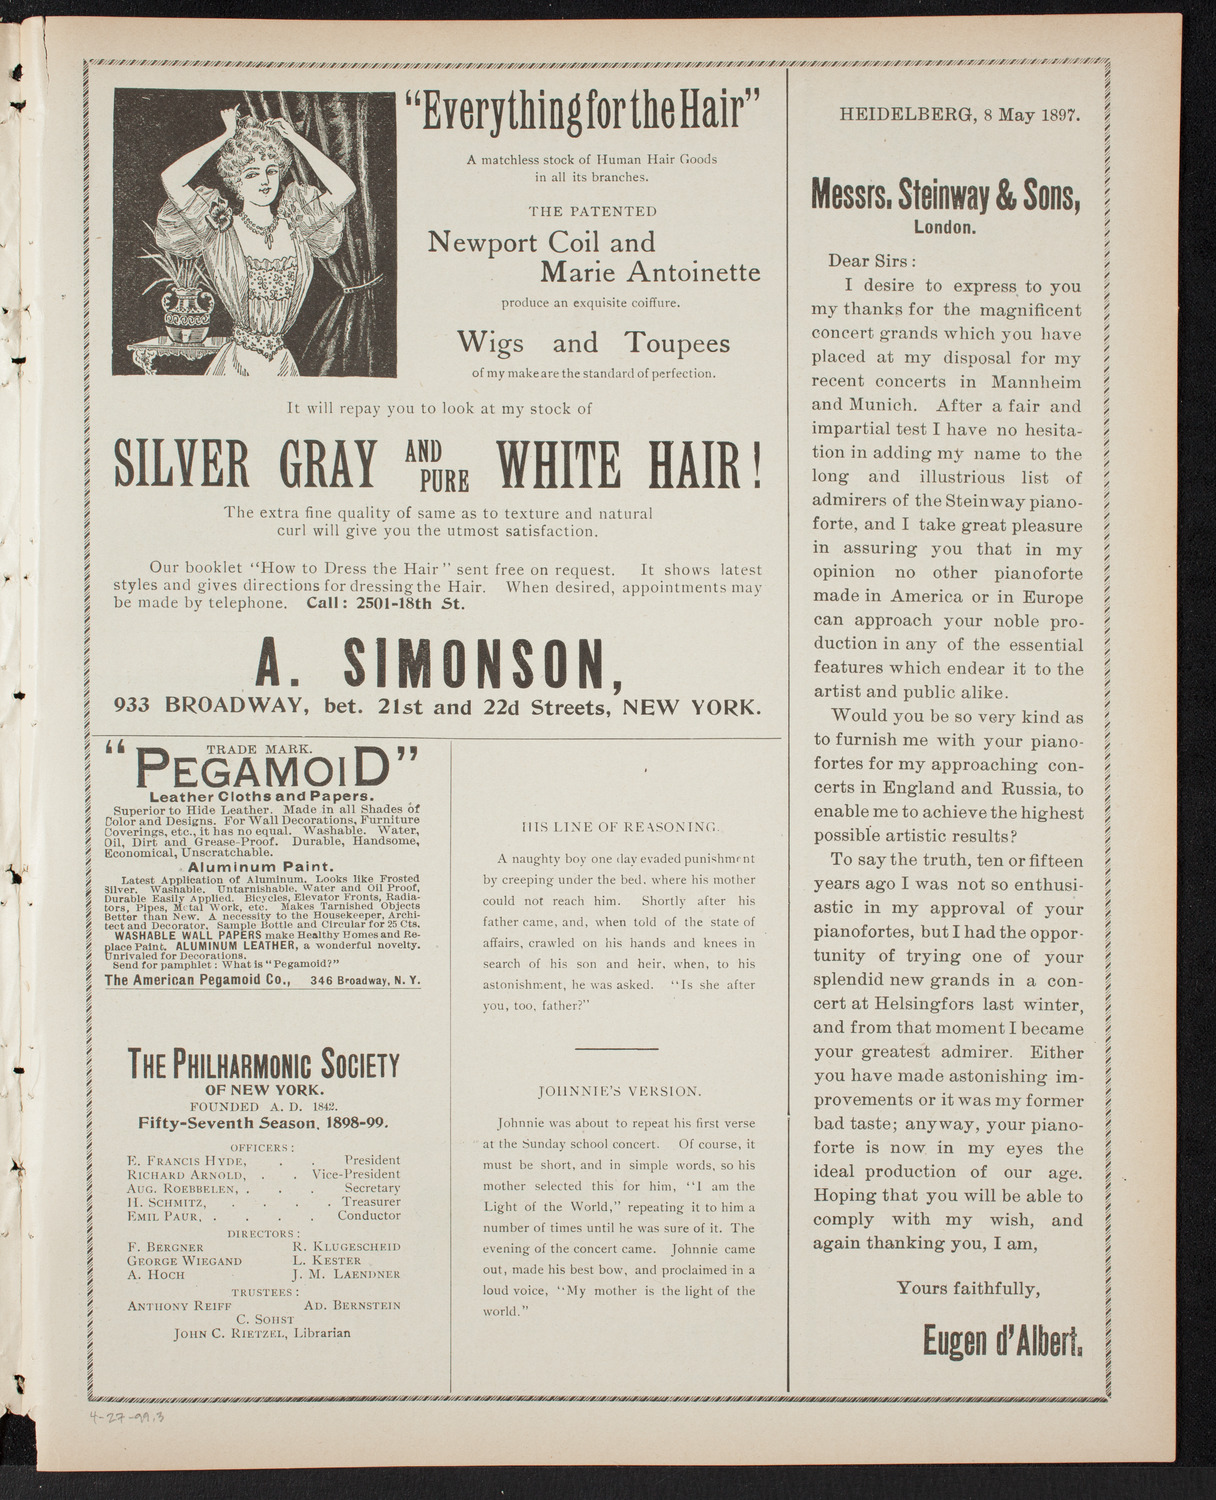 "Everything for the Hair"
A matchless stock of Human Hair Goods
in all its branches.
THE PATENTED
Newport Coil and
Marie Antoinette
produce an exquisite coiffure.
Wigs and Toupees
of my make are the standard of perfection.
It will repay you to look at my stock of
SILVER GRAY AND PURE WHITE HAIR!
The extra fine quality of same as to texture and natural
curl will give you the utmost satisfaction.
Our booklet "How to Dress the Hair" sent free on request. It shows latest
styles and gives directions for dressing the Hair. When desired, appointments may
be made by telephone. Call: 2501-18th St.
A. SIMONSON,
933 BROADWAY, bet. 21st and 22d Streets, NEW YORK.
TRADE MARK.
"PEGAMOID"
Leather Cloths and Papers.
Superior to Hide Leather. Made in all Shades of
Color and Designs. For Wall Decorations, Furniture
Coverings, etc., it has no equal. Washable. Water,
Oil, Dirt and Grease-Proof. Durable, Handsome,
Economical, Unscratchable.
Aluminum Paint.
Latest Application of Aluminum. Looks like Frosted
Silver. Washable. Untarnishable. Water and Oil Proof,
Durable Easily Applied. Bicycles, Elevator Fronts, Radia-
tors, Pipes, Metal Work, etc. Makes Tarnished Objects
Better than New. A necessity to the Housekeeper, Archi-
tect and Decorator. Sample Bottle and Circular for 25 Cts.
WASHABLE WALL PAPERS make Healthy Homes and Re-
place Paint. ALUMINUM LEATHER, a wonderful novelty.
Unrivaled for Decorations.
Send for pamphlet: What is "Pegamoid?"
The American Pegamoid Co., 346 Broadway, N. Y.
THE PHILHARMONIC SOCIETY
OF NEW YORK.
FOUNDED A. D. 1842.
Fifty-Seventh Season, 1898-99.
OFFICERS:
E. FRANCIS HYDE, . . President
RICHARD ARNOLD, . . Vice-President
AUG. ROEBBELEN, . . . Secretary
H. SCHMITZ, . . . . Treasurer
EMIL PAUR, . . . . Conductor
DIRECTORS:
F. BERGNER R. KLUGESCHEID
GEORGE WIEGAND L. KESTER
A. HOCH J. M. LAENDNER
TRUSTEES:
ANTHONY REIFF AD. BERNSTEIN
C. SOHST
JOHN C. RIETZEL, Librarian
HIS LINE OF REASONING.
A naughty boy one day evaded punishment
by creeping under the bed, where his mother
could not reach him. Shortly after his
father came, and, when told of the state of
affairs, crawled on his hands and knees in
search of his son and heir, when, to his
astonishment, he was asked. "Is she after
you, too, father?"
JOHNNIE'S VERSION.
Johnnie was about to repeat his first verse
at the Sunday school concert. Of course, it
must be short, and in simple words, so his
mother selected this for him, "I am the
Light of the World," repeating it to him a
number of times until he was sure of it. The
evening of the concert came. Johnnie came
out, made his best bow, and proclaimed in a
loud voice, "My mother is the light of the
world."
HEIDELBERG, 8 May 1897.
Messrs. Steinway & Sons,
London.
Dear Sirs:
I desire to express to you
my thanks for the magnificent
concert grands which you have
placed at my disposal for my
recent concerts in Mannheim
and Munich. After a fair and
impartial test I have no hesita-
tion in adding my name to the
long and illustrious list of
admirers of the Steinway piano-
forte, and I take great pleasure
in assuring you that in my
opinion no other pianoforte
made in America or in Europe
can approach your noble pro-
duction in any of the essential
features which endear it to the
artist and public alike.
Would you be so very kind as
to furnish me with your piano-
fortes for my approaching con-
certs in England and Russia, to
enable me to achieve the highest
possible artistic results?
To say the truth, ten or fifteen
years ago I was not so enthusi-
astic in my approval of your
pianofortes, but I had the oppor-
tunity of trying one of your
splendid new grands in a con-
cert at Helsingfors last winter,
and from that moment I became
your greatest admirer. Either
you have made astonishing im-
provements or it was my former
bad taste; anyway, your piano-
forte is now in my eyes the
ideal production of our age.
Hoping that you will be able to
comply with my wish, and
again thanking you, I am,
Yours faithfully,
Eugen d'Albert.
4-27-99.3